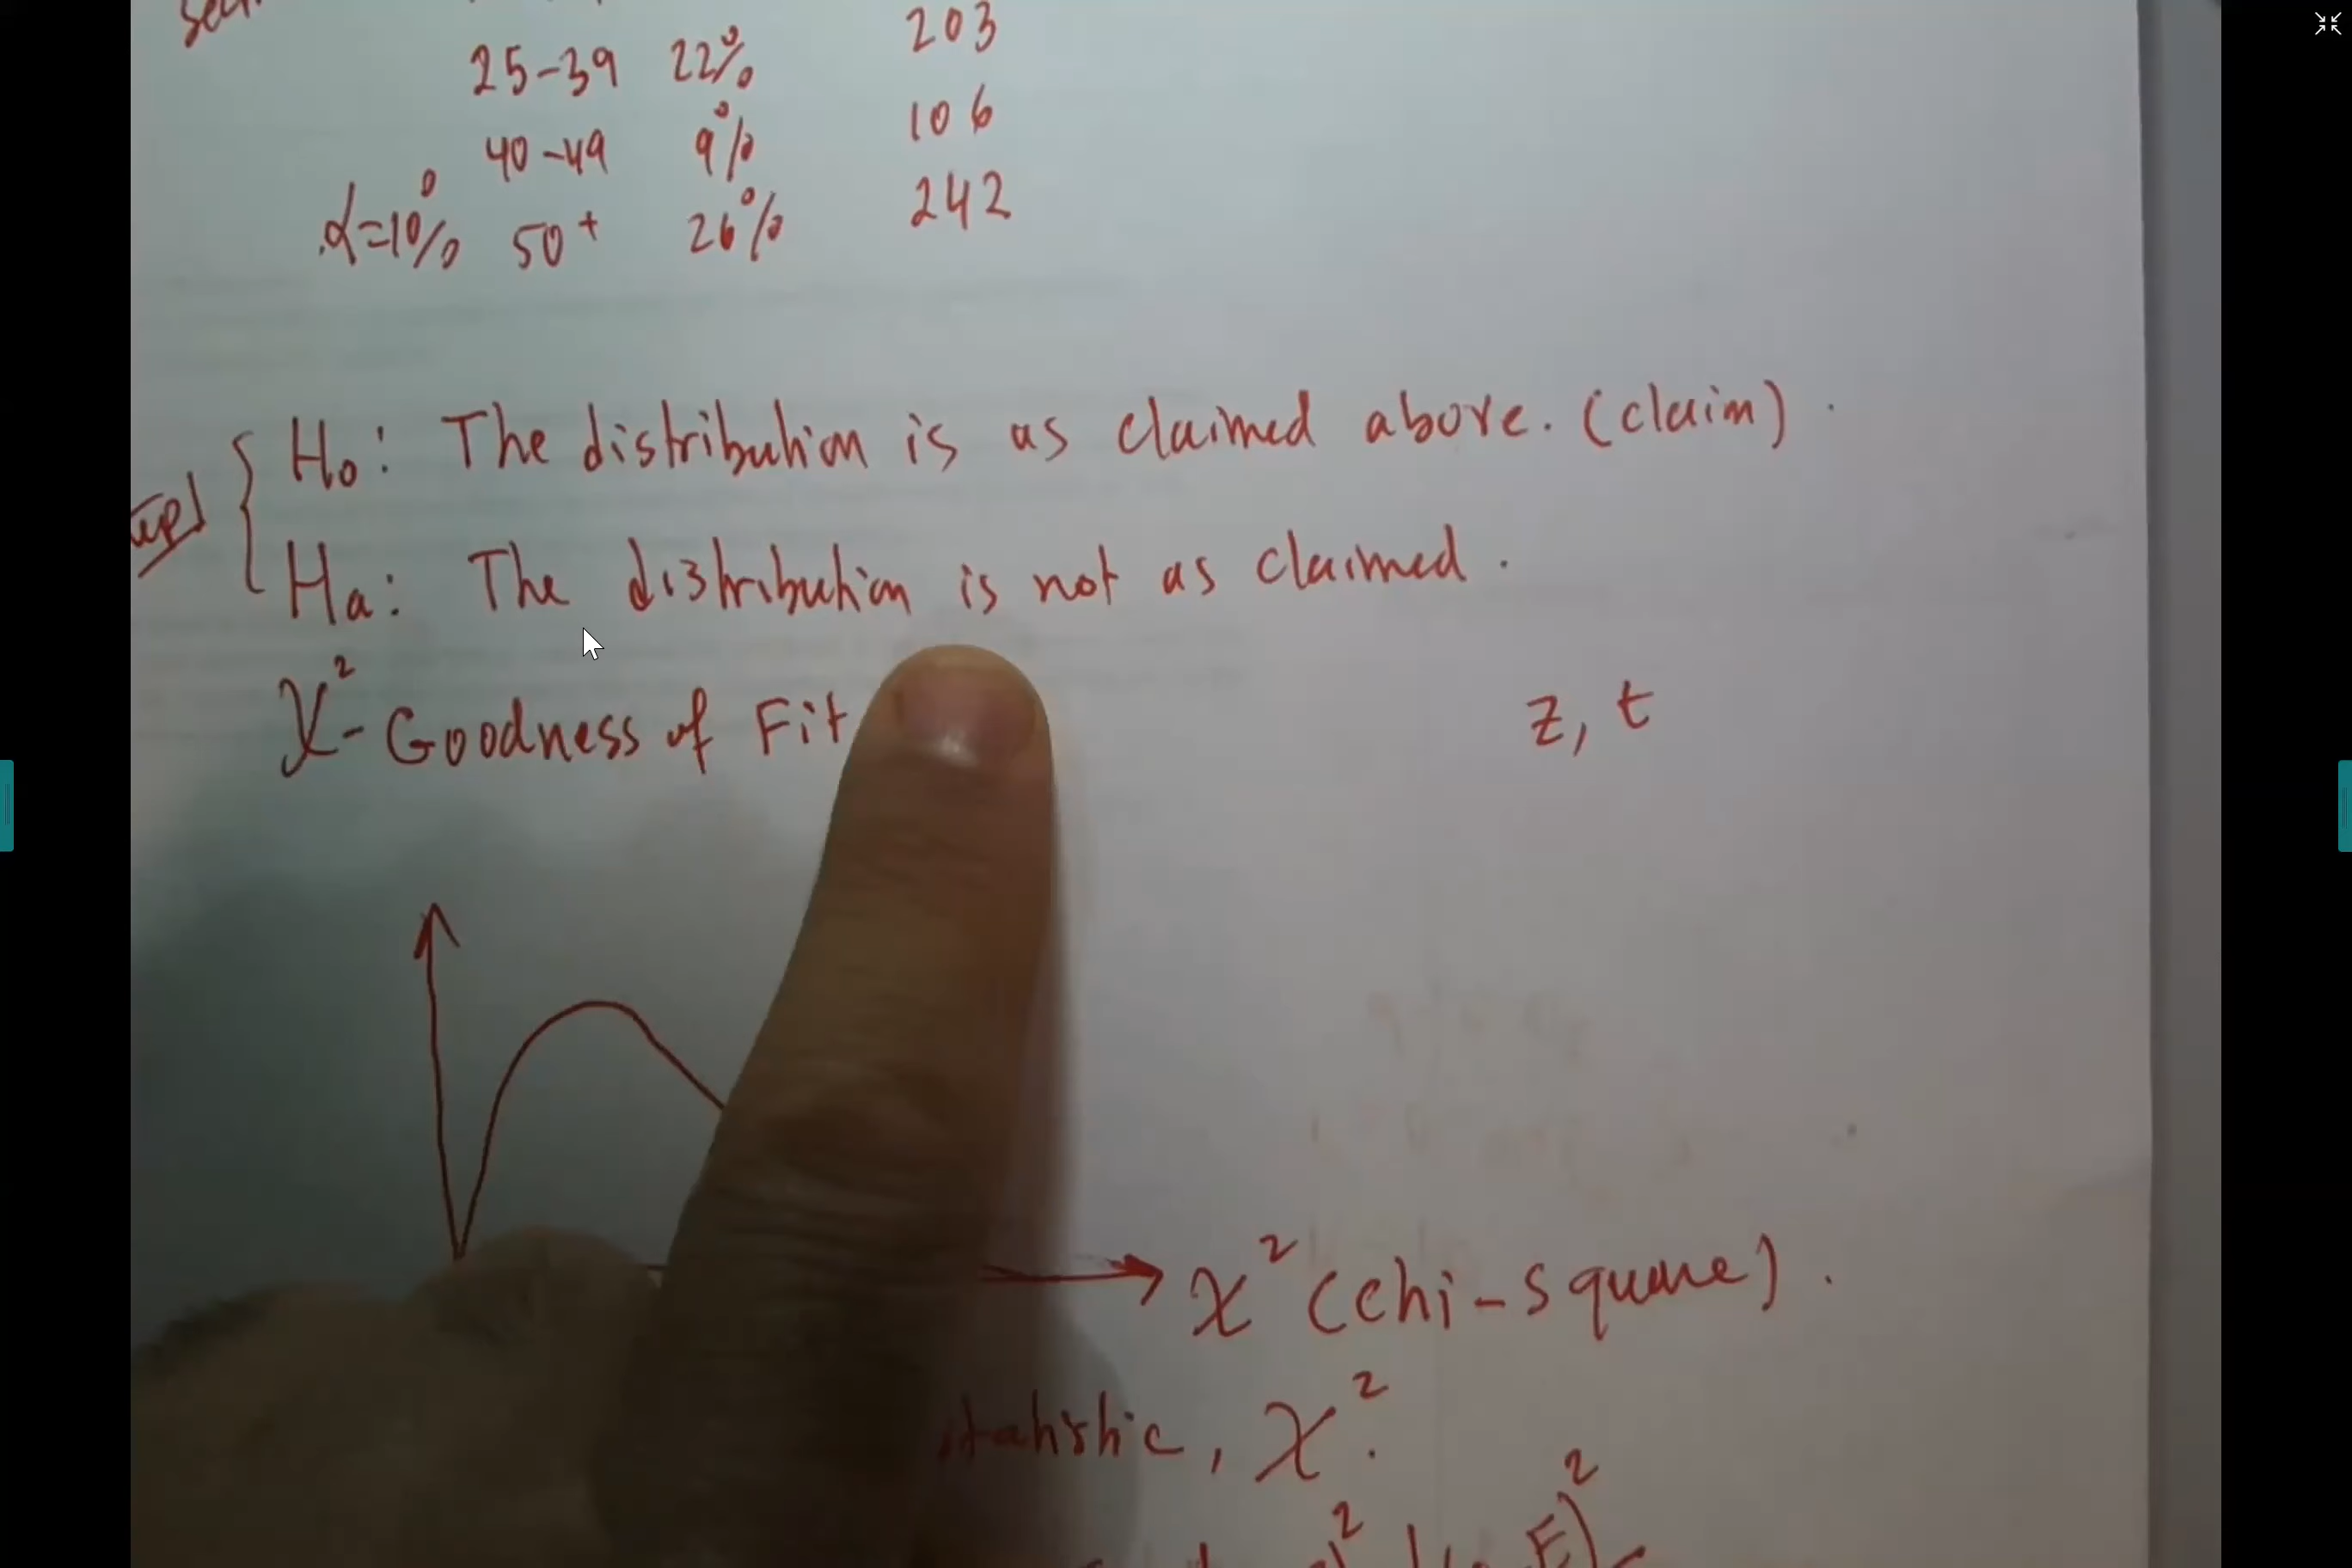 203
25-39 22% 
106
40-49 9%
α=10% 50+ 26% 242
H₀: The distribution is as claimed above. (claim).
Hₐ: The distribution is not as claimed.
χ²- Goodness of Fit
z, t
χ² (chi-square).
, χ².